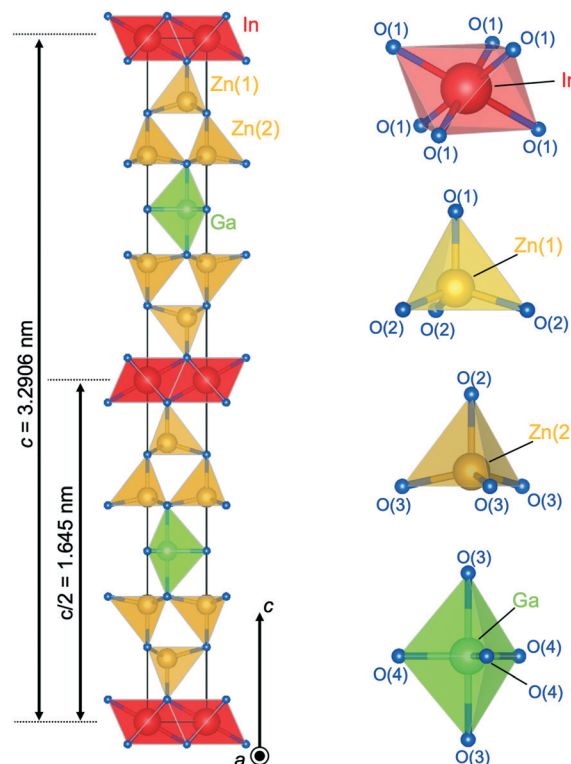 In
Zn(1)
Zn(2)
Ga
c = 3.2906 nm
c/2 = 1.645 nm
c
a
O(1)
O(1)
O(1)
In
O(1)
O(1)
O(1)
O(1)
Zn(1)
O(2)
O(2)
O(2)
O(2)
Zn(2
O(3)
O(3)
O(3)
O(3)
Ga
O(4)
O(4)
O(4)
O(3)